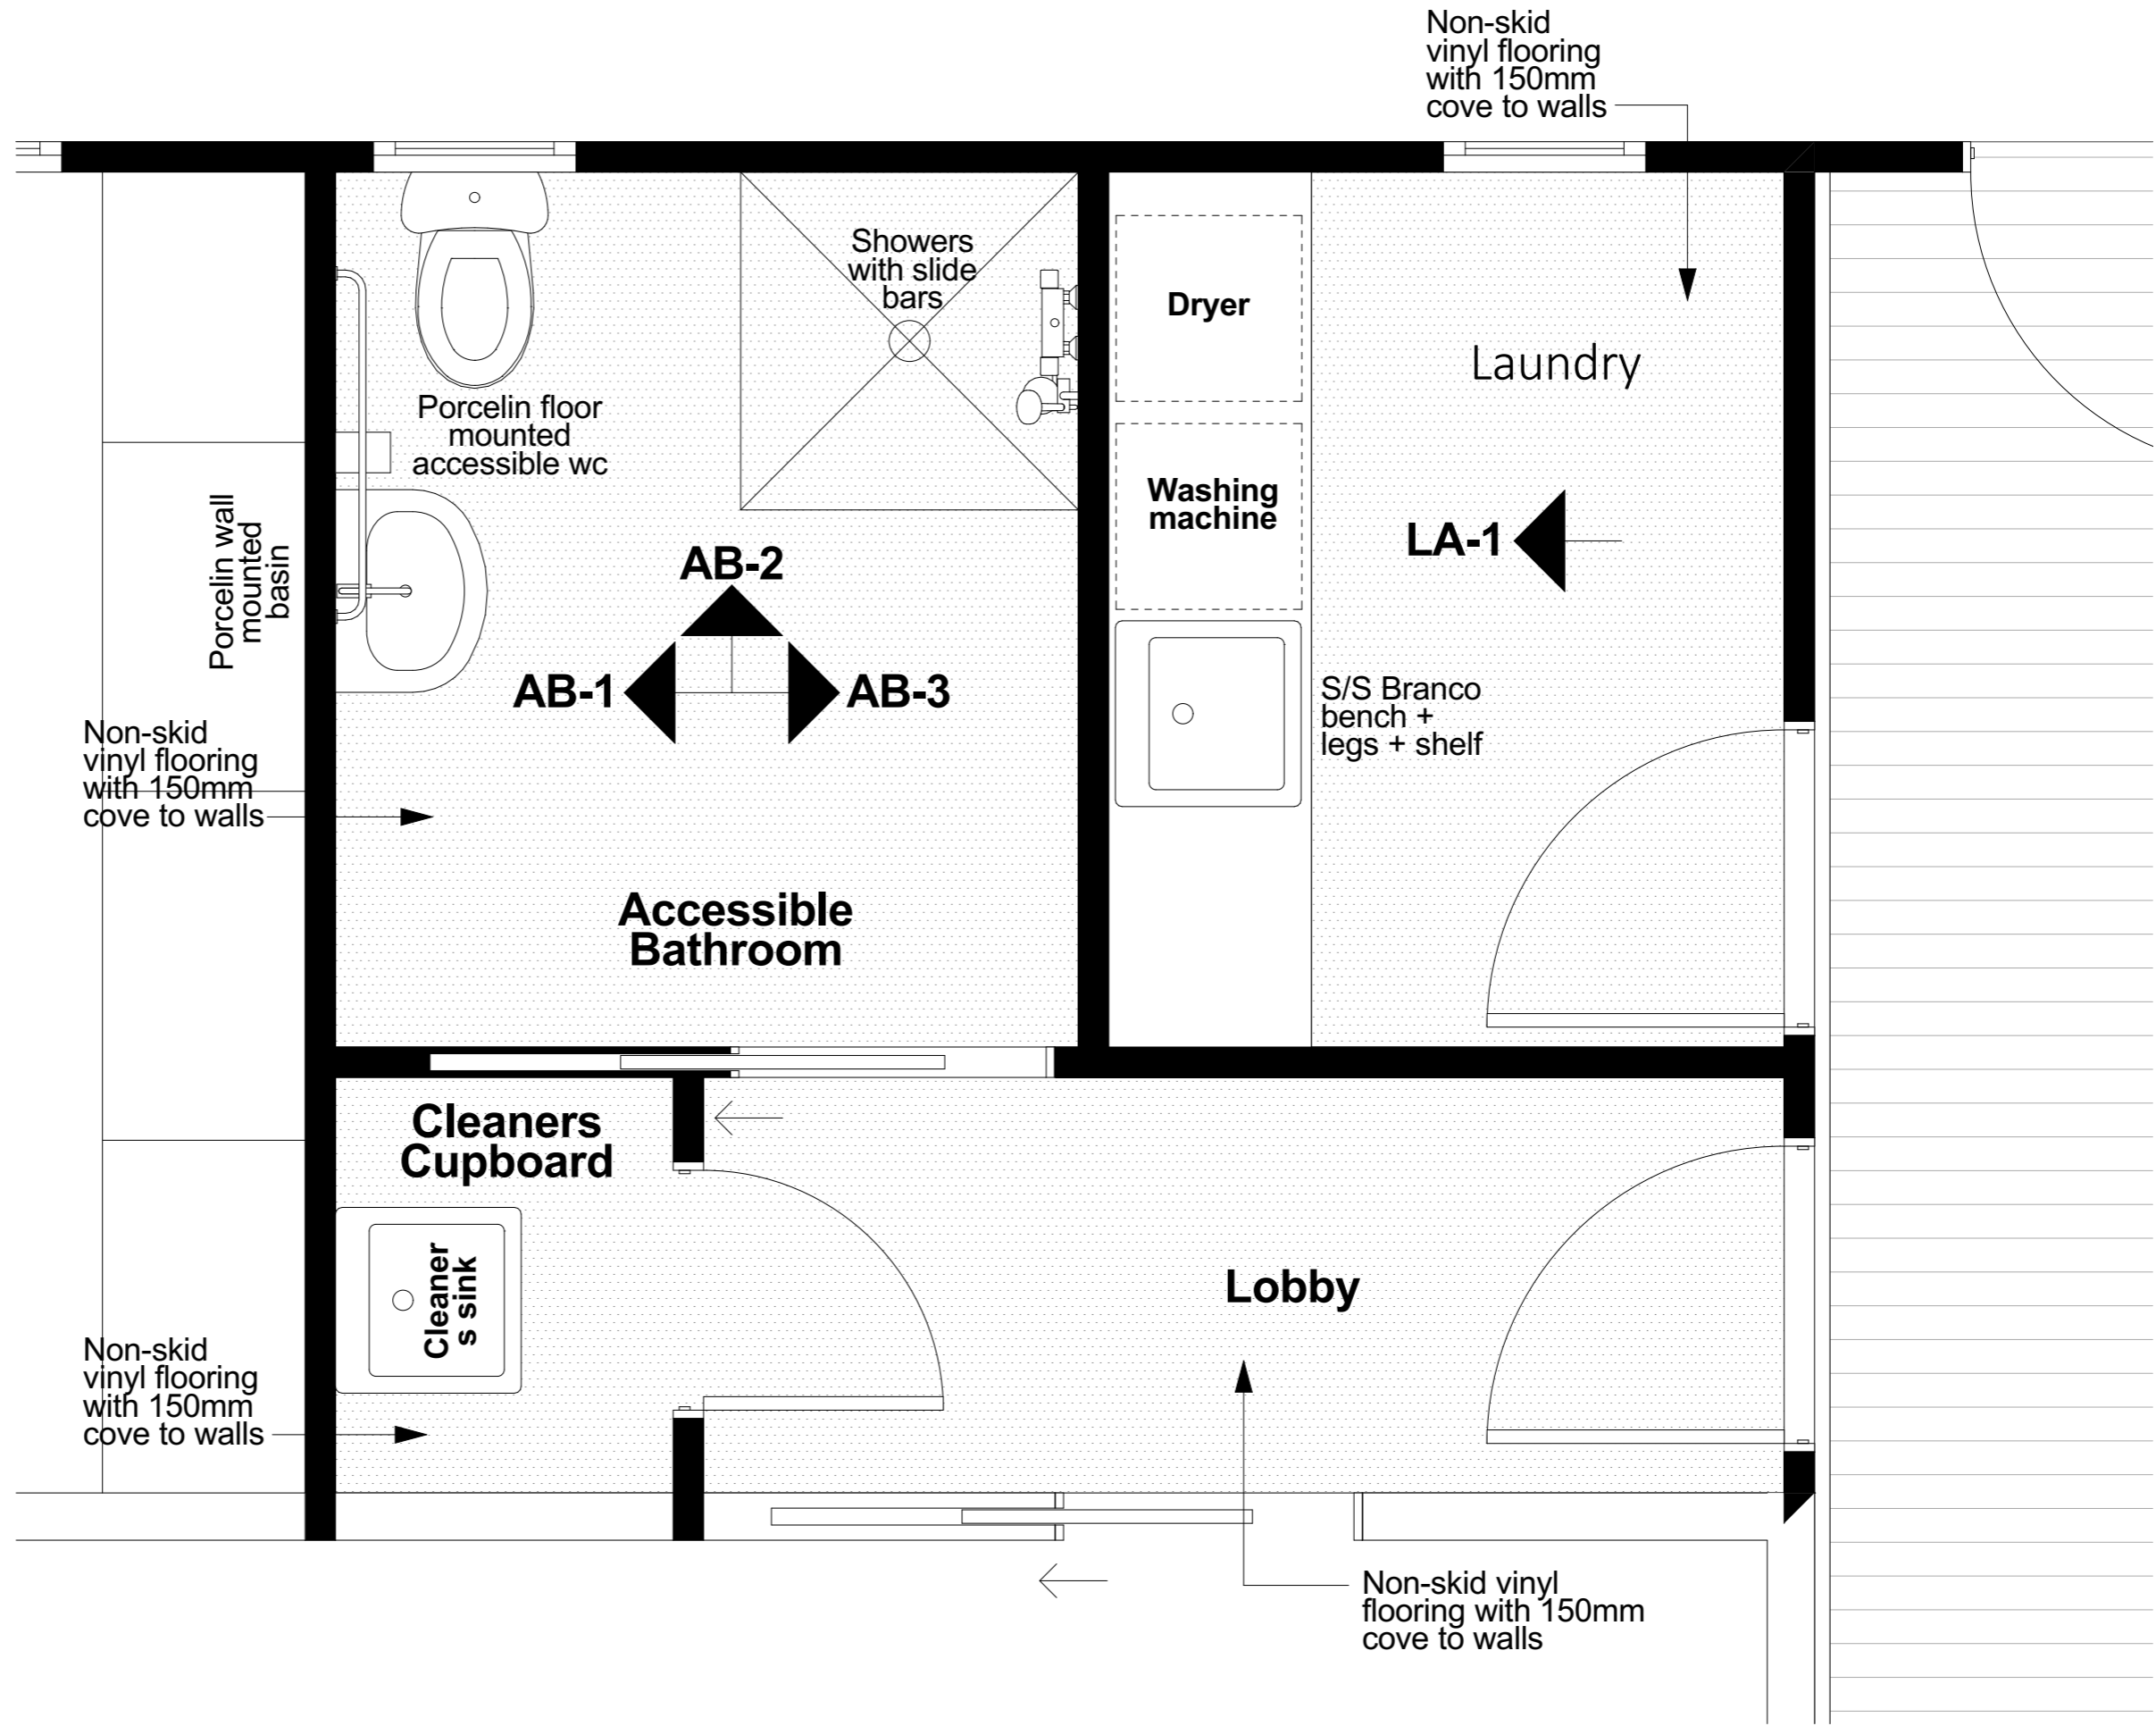 Non-skid
vinyl flooring
with 150mm
cove to walls
Showers
with slide
bars
Dryer
Laundry
Porcelin floor
mounted
accessible wc
Washing
machine
Porcelin wall
mounted
basin
LA-1
AB-2
AB-1
AB-3
S/S Branco
bench +
legs + shelf
Non-skid
vinyl flooring
with 150mm
cove to walls
Accessible
Bathroom
Cleaners
Cupboard
Cleaner
s sink
Lobby
Non-skid
vinyl flooring
with 150mm
cove to walls
Non-skid vinyl
flooring with 150mm
cove to walls